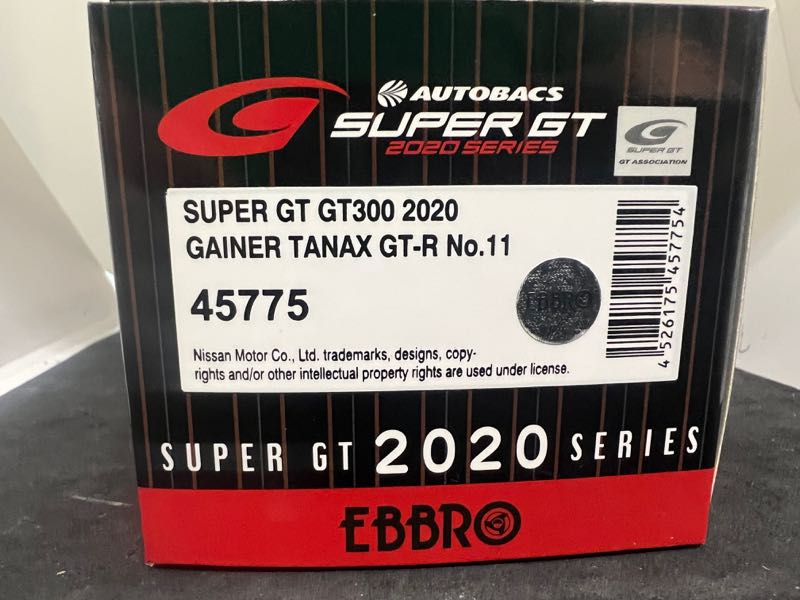 AUTOBACS
SUPER GT
2020 SERIES
SUPER GT
GT ASSOCIATION
SUPER GT GT300 2020
GAINER TANAX GT-R No.11
45775
EBBRO
4 526175 457754
Nissan Motor Co., Ltd. trademarks, designs, copy-
rights and/or other intellectual property rights are used under license.
SUPER GT 2020 SERIES
EBBRO